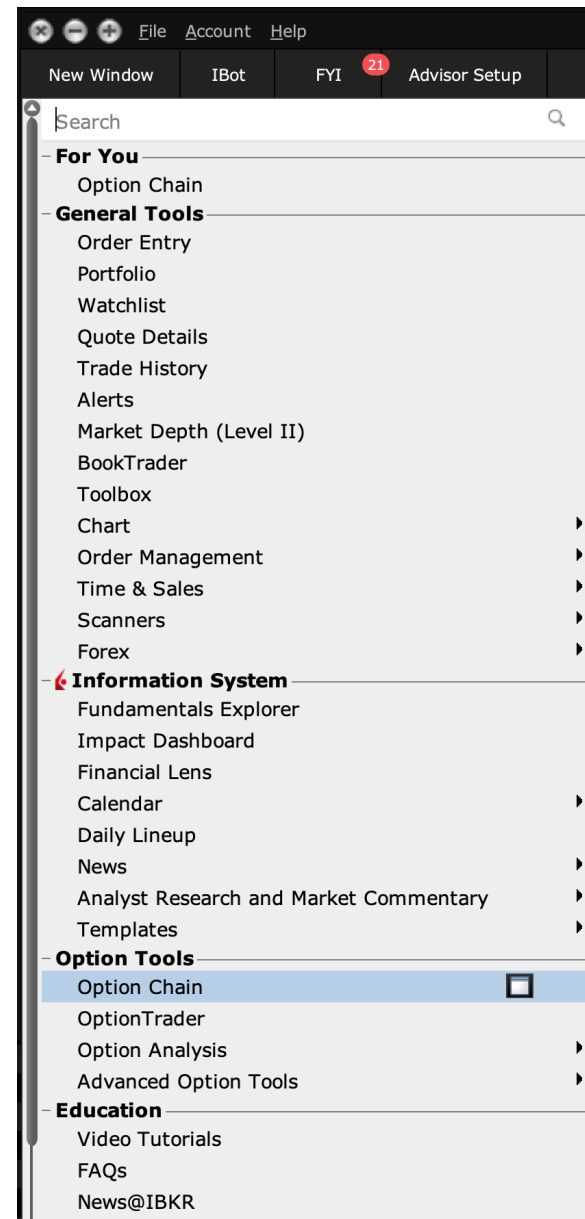 File Account Help
New Window IBot FYI 21 Advisor Setup
Search
For You
Option Chain
General Tools
Order Entry
Portfolio
Watchlist
Quote Details
Trade History
Alerts
Market Depth (Level II)
BookTrader
Toolbox
Chart
Order Management
Time & Sales
Scanners
Forex
Information System
Fundamentals Explorer
Impact Dashboard
Financial Lens
Calendar
Daily Lineup
News
Analyst Research and Market Commentary
Templates
Option Tools
Option Chain
OptionTrader
Option Analysis
Advanced Option Tools
Education
Video Tutorials
FAQs
News@IBKR